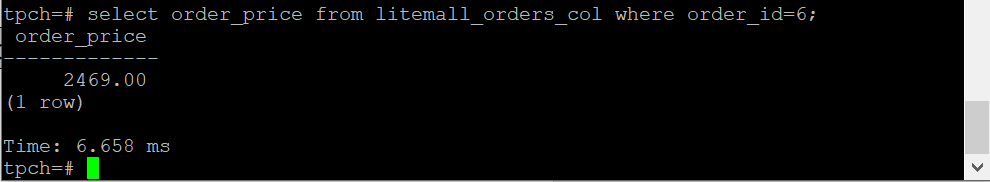 tpch=# select order_price from litemall_orders_col where order_id=6;
 order_price
-------------
     2469.00
(1 row)

Time: 6.658 ms
tpch=#